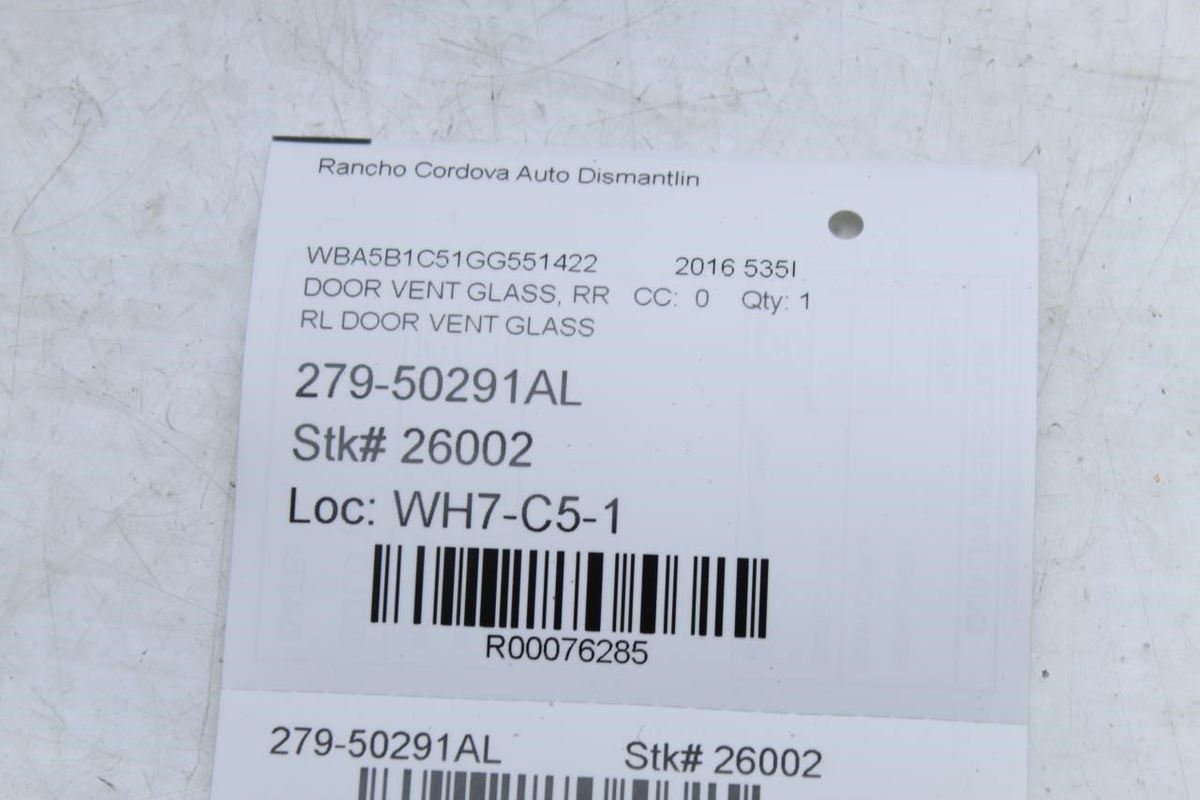 Rancho Cordova Auto Dismantlin
WBA5B1C51GG551422 2016 535I
DOOR VENT GLASS, RR CC: 0 Qty: 1
RL DOOR VENT GLASS
279-50291AL
Stk# 26002
Loc: WH7-C5-1
R00076285
279-50291AL Stk# 26002